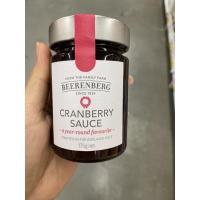 FROM THE FAMILY FARM
BEERENBERG
SINCE 1839
CRANBERRY
SAUCE
a year-round favourite